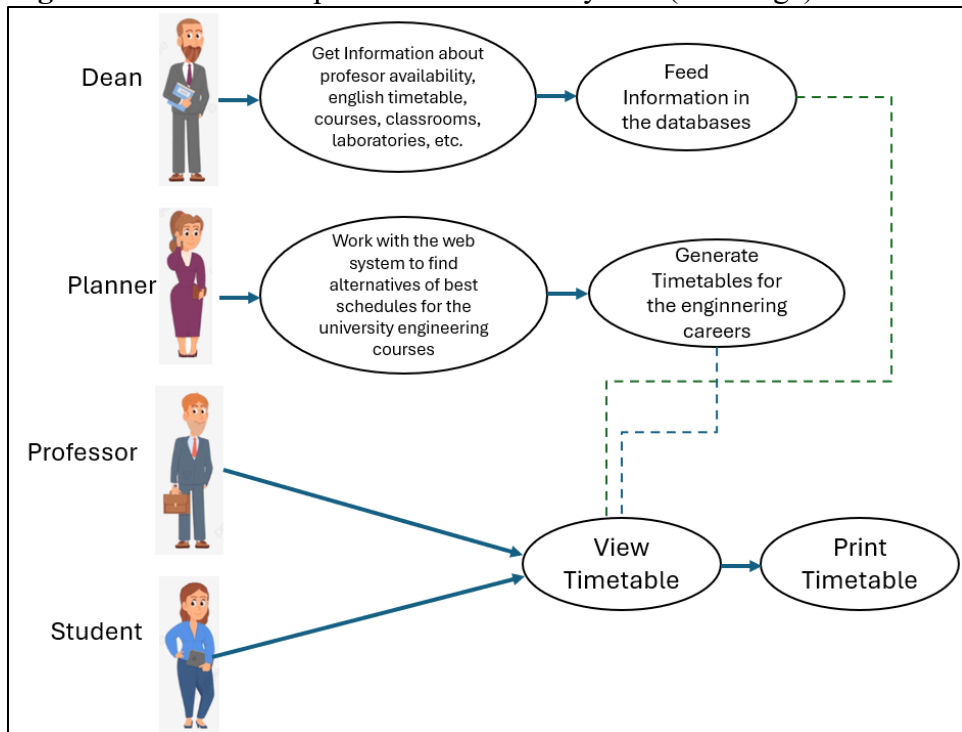 Dean
Get Information about
profesor availability,
english timetable,
courses, classrooms,
laboratories, etc.
Feed
Information in
the databases
Planner
Work with the web
system to find
alternatives of best
schedules for the
university engineering
courses
Generate
Timetables for
the enginnering
careers
Professor
View
Timetable
Print
Timetable
Student